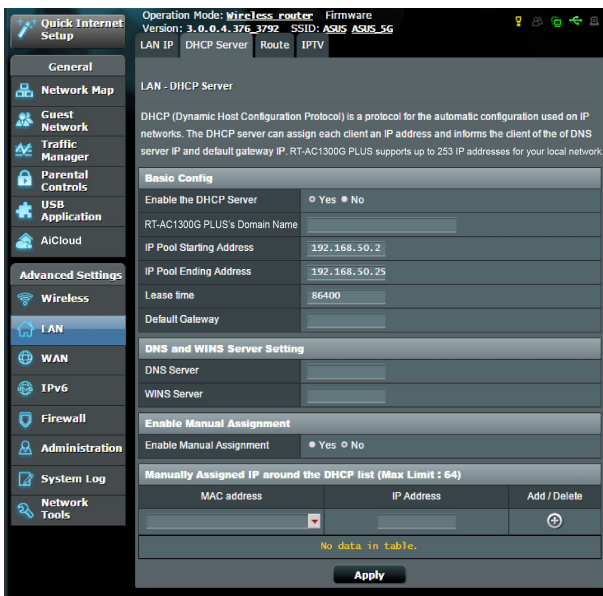 Quick Internet
Setup
General
Network Map
Guest
Network
Traffic
Manager
Parental
Controls
USB
Application
AiCloud
Advanced Settings
Wireless
LAN
WAN
IPv6
Firewall
Administration
System Log
Network
Tools
Operation Mode: Wireless router Firmware
Version: 3.0.0.4.376_3792 SSID: ASUS ASUS_5G
LAN IP DHCP Server Route IPTV
LAN - DHCP Server
DHCP (Dynamic Host Configuration Protocol) is a protocol for the automatic configuration used on IP
networks. The DHCP server can assign each client an IP address and informs the client of the of DNS
server IP and default gateway IP. RT-AC1300G PLUS supports up to 253 IP addresses for your local network
Basic Config
Enable the DHCP Server Yes No
RT-AC1300G PLUS's Domain Name
IP Pool Starting Address 192.168.50.2
IP Pool Ending Address 192.168.50.25
Lease time 86400
Default Gateway
DNS and WINS Server Setting
DNS Server
WINS Server
Enable Manual Assignment
Enable Manual Assignment Yes No
Manually Assigned IP around the DHCP list (Max Limit : 64)
MAC address IP Address Add / Delete
No data in table.
Apply